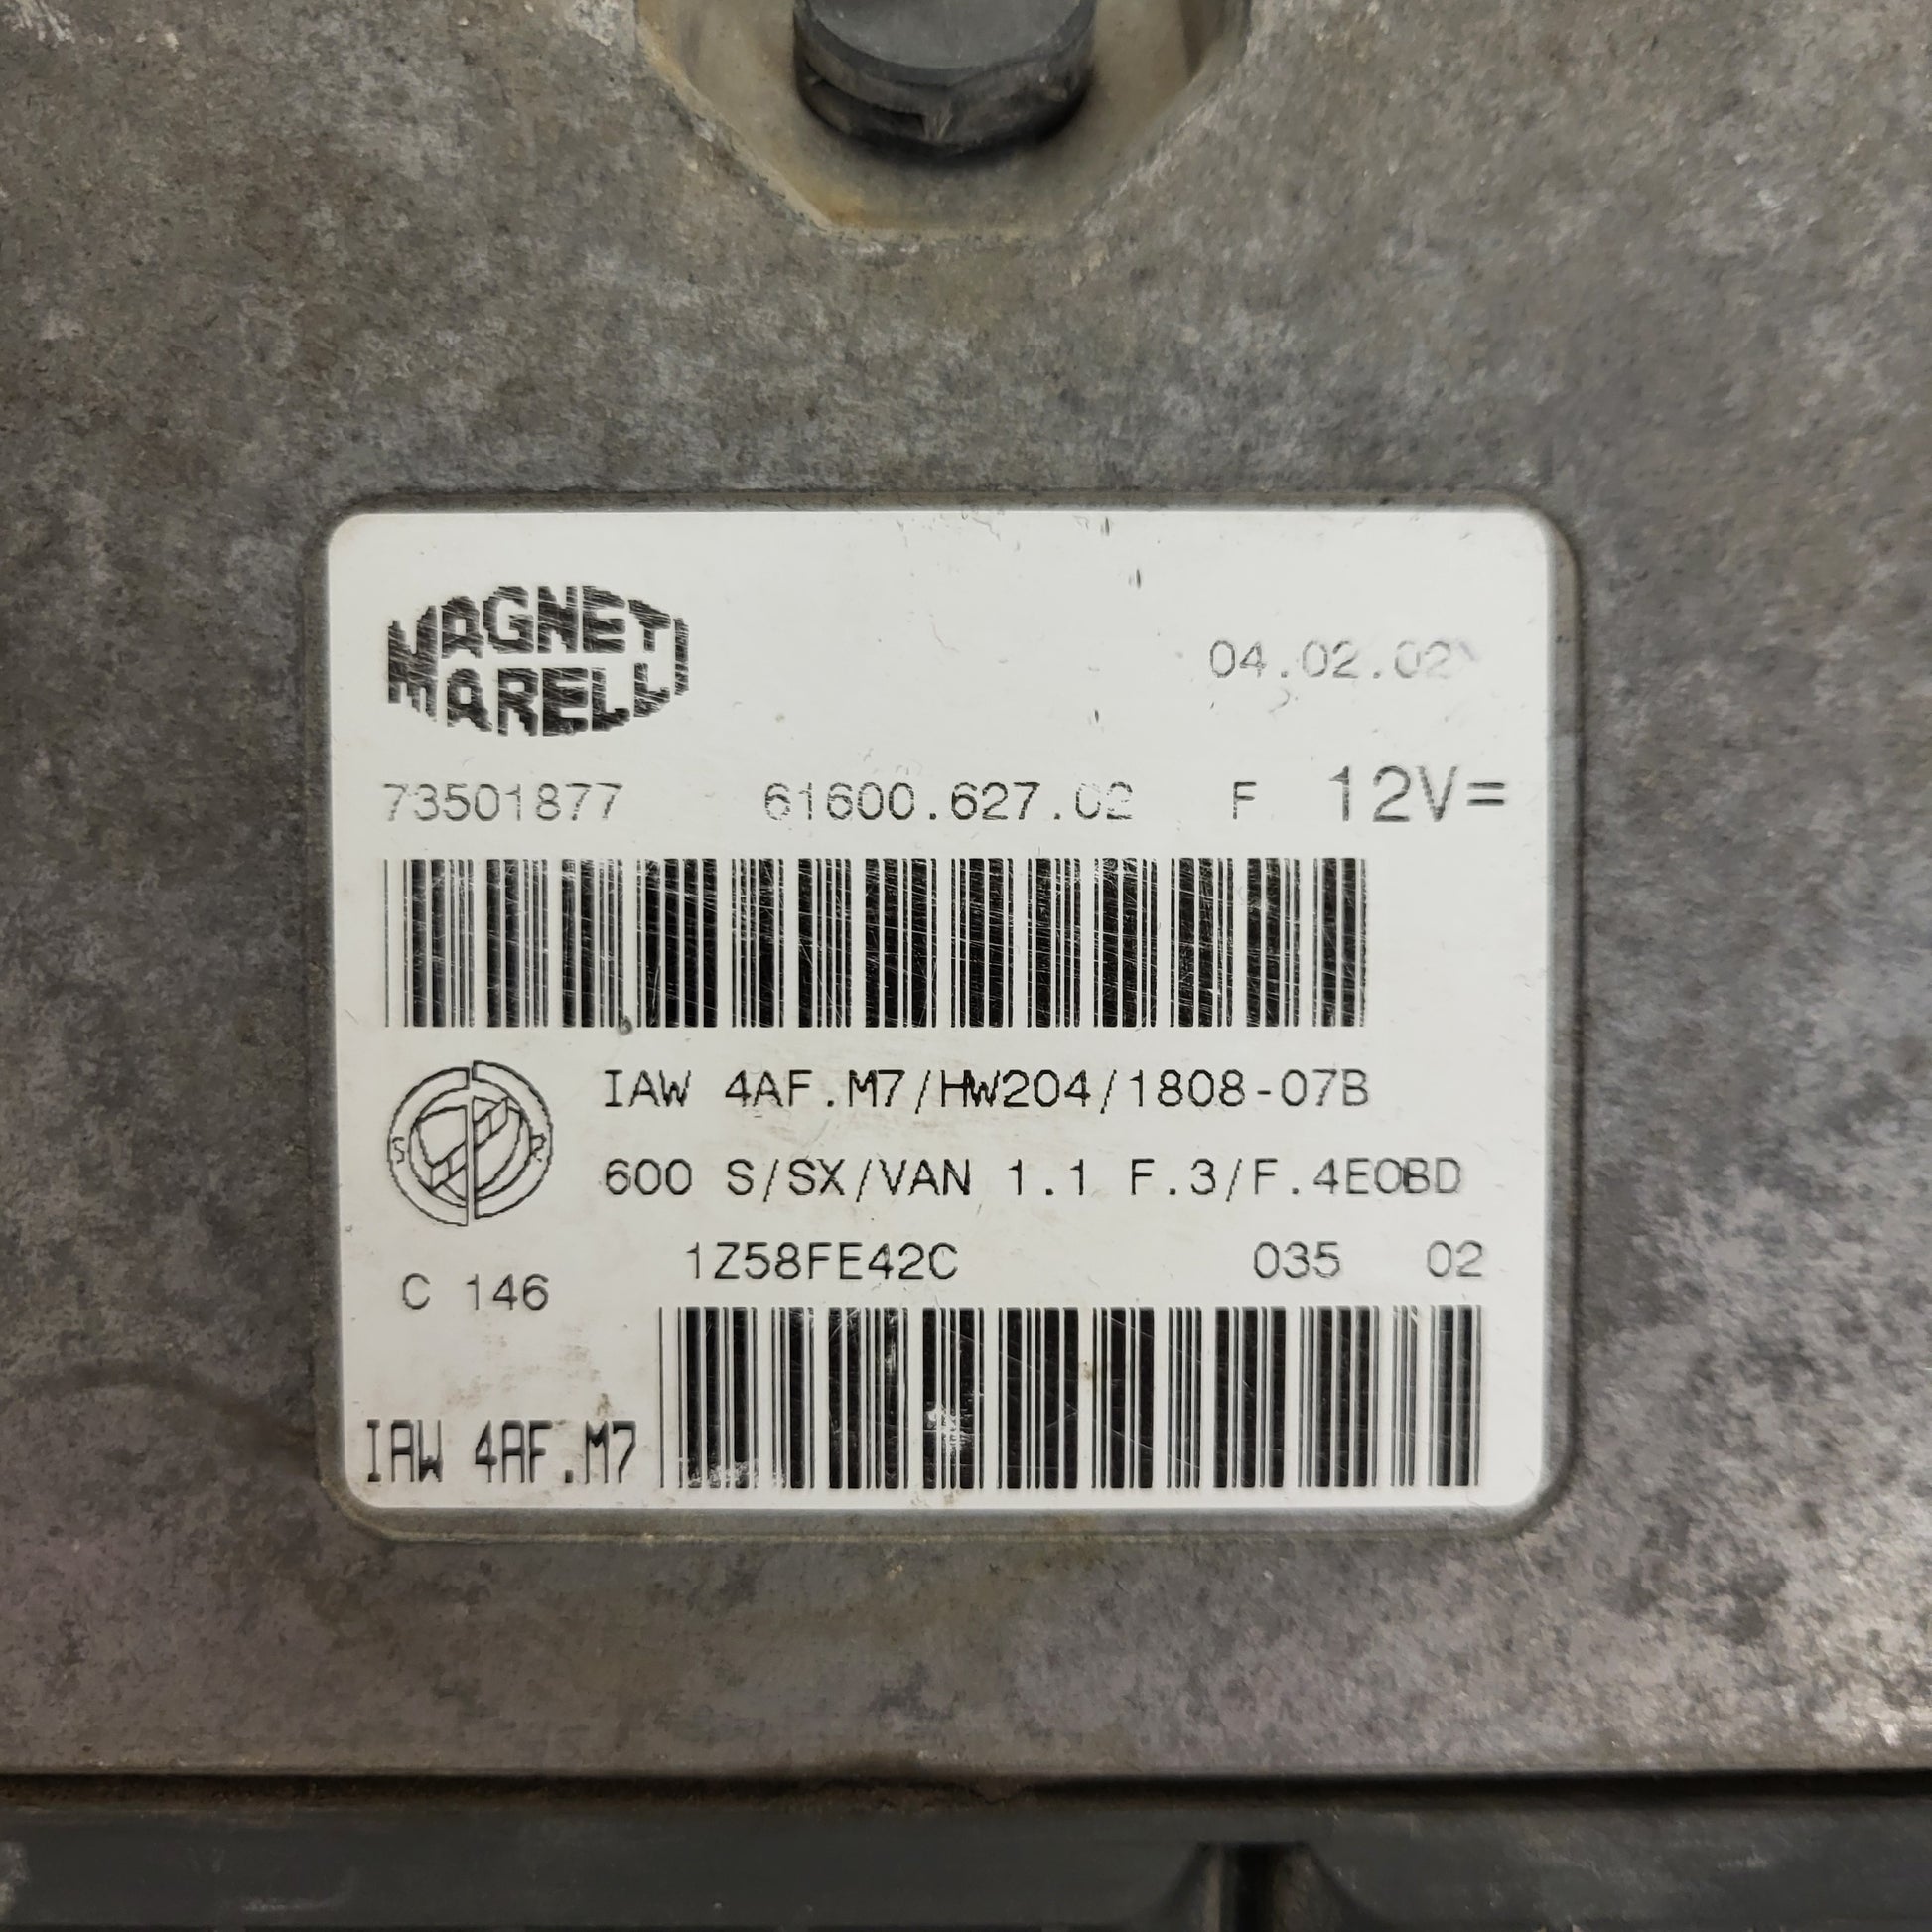 MAGNETI
MARELLI
04.02.02
73501877 61600.627.02 F 12V=
IAW 4AF.M7/HW204/1808-07B
S R
600 S/SX/VAN 1.1 F.3/F.4EOBD
1Z58FE42C 035 02
C 146
IAW 4AF.M7